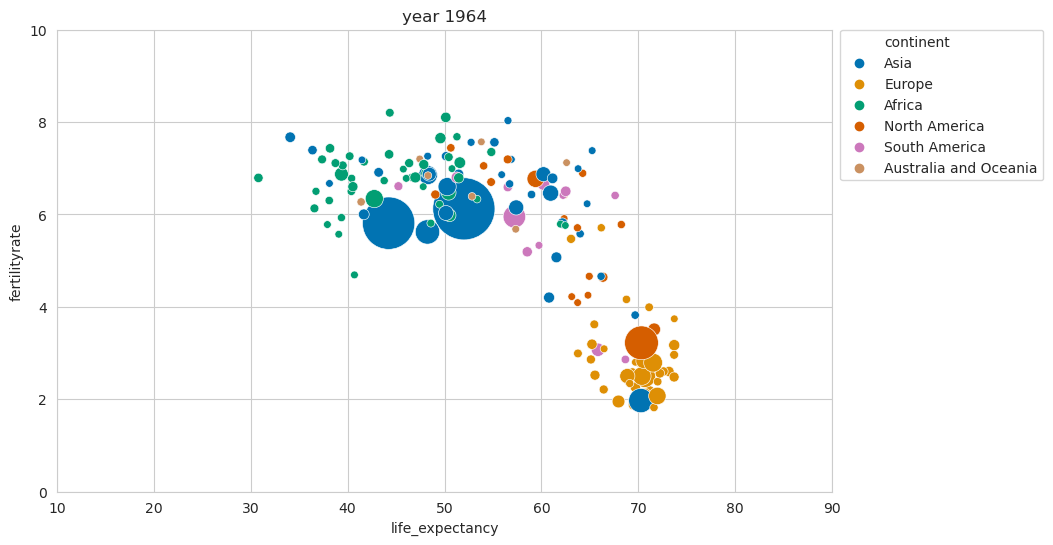 year 1964
continent
Asia
Europe
Africa
North America
South America
Australia and Oceania
fertilityrate
10
8
6
4
2
0
10 20 30 40 50 60 70 80 90
life_expectancy